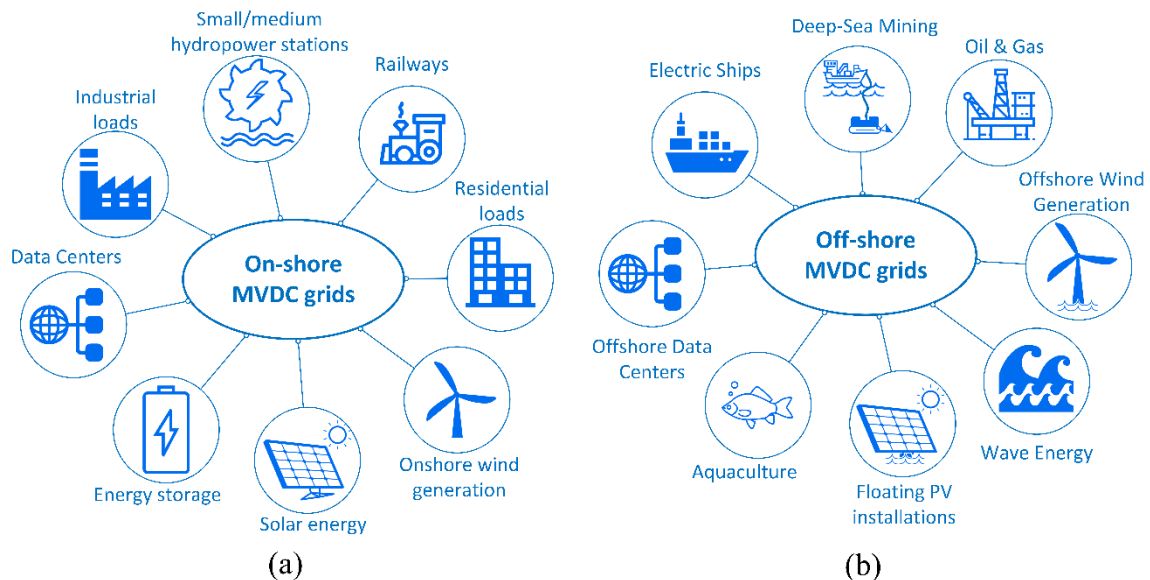 Small/medium
hydropower stations
Railways
Industrial
loads
Residential
loads
Data Centers
On-shore
MVDC grids
Energy storage
Solar energy
Onshore wind
generation
(a)
Deep-Sea Mining
Oil & Gas
Electric Ships
Offshore Wind
Generation
Off-shore
MVDC grids
Offshore Data
Centers
Aquaculture
Floating PV
installations
Wave Energy
(b)